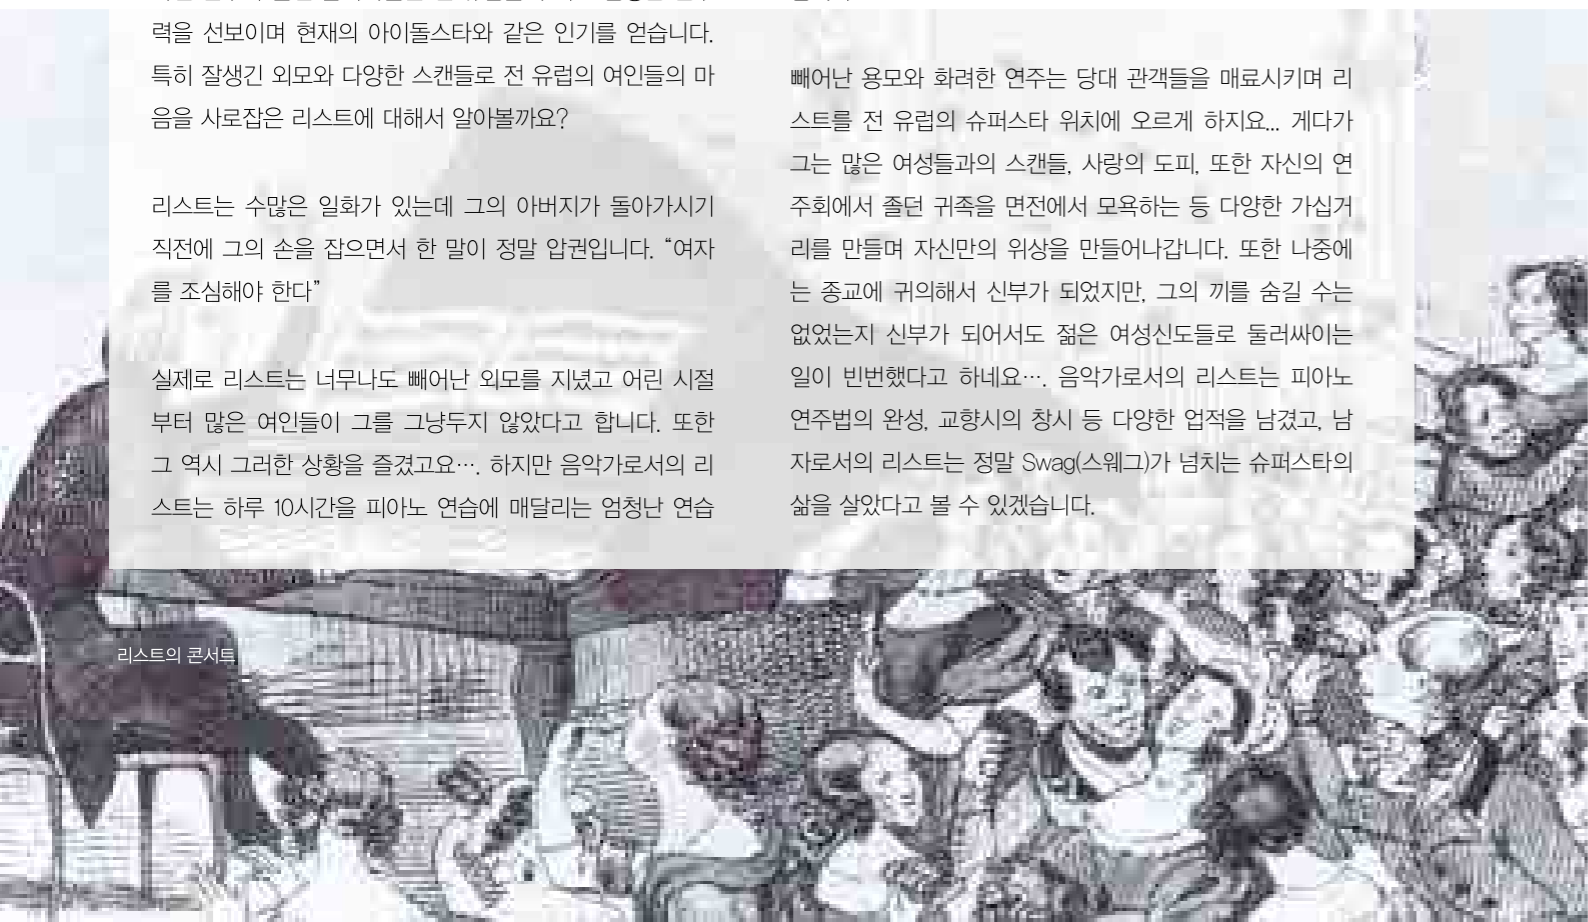 력을 선보이며 현재의 아이돌스타와 같은 인기를 얻습니다.
특히 잘생긴 외모와 다양한 스캔들로 전 유럽의 여인들의 마
음을 사로잡은 리스트에 대해서 알아볼까요?
리스트는 수많은 일화가 있는데 그의 아버지가 돌아가시기
직전에 그의 손을 잡으면서 한 말이 정말 압권입니다. “여자
를 조심해야 한다”
실제로 리스트는 너무나도 빼어난 외모를 지녔고 어린 시절
부터 많은 여인들이 그를 그냥두지 않았다고 합니다. 또한
그 역시 그러한 상황을 즐겼고요…. 하지만 음악가로서의 리
스트는 하루 10시간을 피아노 연습에 매달리는 엄청난 연습
빼어난 용모와 화려한 연주는 당대 관객들을 매료시키며 리
스트를 전 유럽의 슈퍼스타 위치에 오르게 하지요... 게다가
그는 많은 여성들과의 스캔들, 사랑의 도피, 또한 자신의 연
주회에서 졸던 귀족을 면전에서 모욕하는 등 다양한 가십거
리를 만들며 자신만의 위상을 만들어나갑니다. 또한 나중에
는 종교에 귀의해서 신부가 되었지만, 그의 끼를 숨길 수는
없었는지 신부가 되어서도 젊은 여성신도들로 둘러싸이는
일이 빈번했다고 하네요…. 음악가로서의 리스트는 피아노
연주법의 완성, 교향시의 창시 등 다양한 업적을 남겼고, 남
자로서의 리스트는 정말 Swag(스웨그)가 넘치는 슈퍼스타의
삶을 살았다고 볼 수 있겠습니다.
리스트의 콘서트